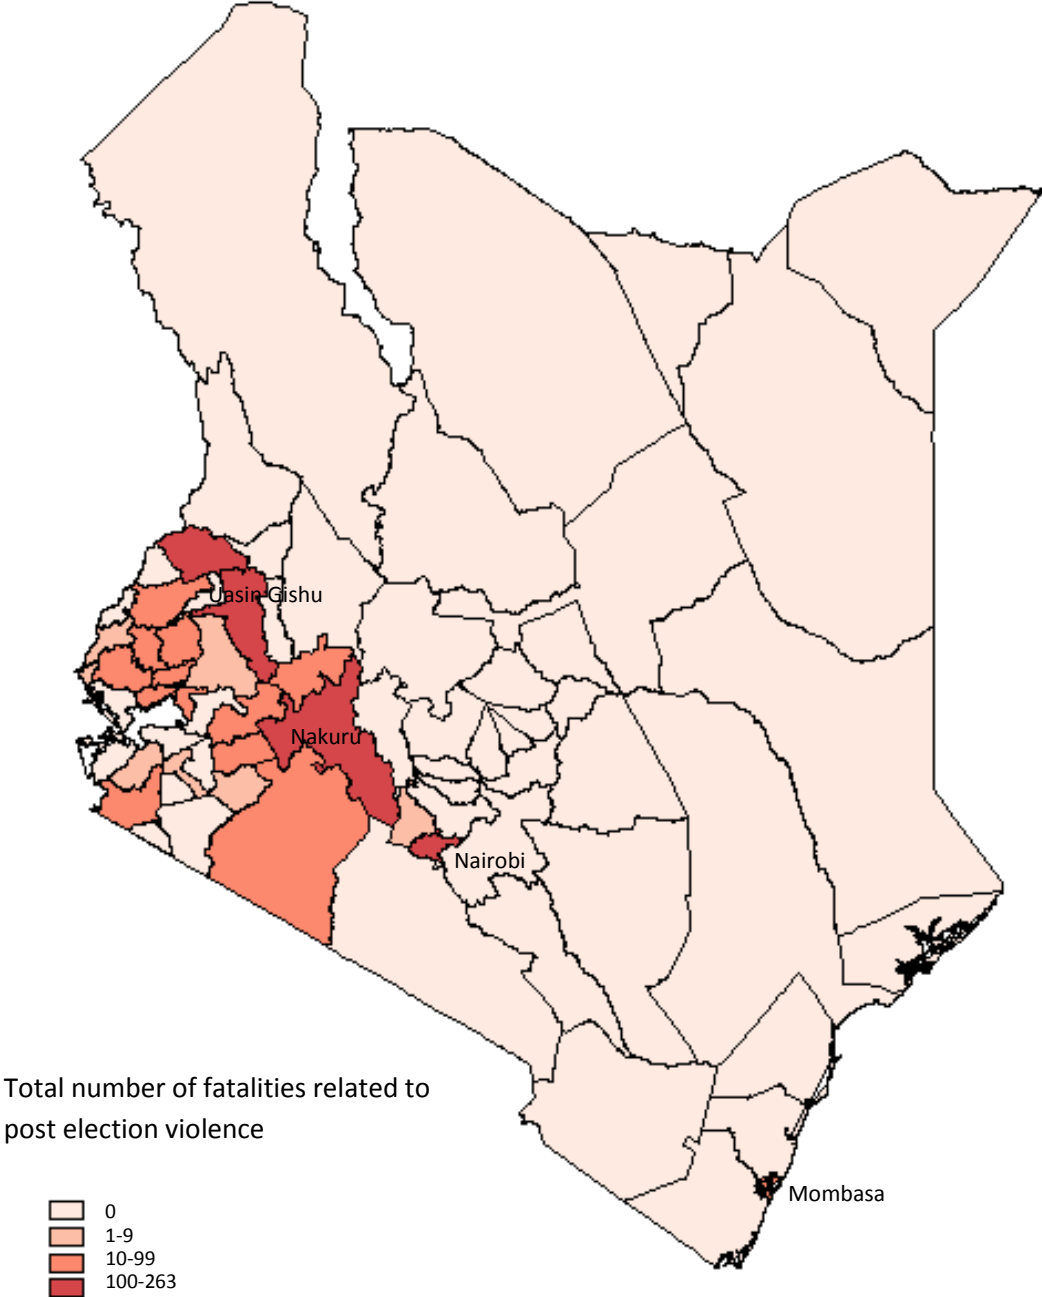 Uasin Gishu
Nakuru
Nairobi
Total number of fatalities related to
post election violence
Mombasa
0
1-9
10-99
100-263